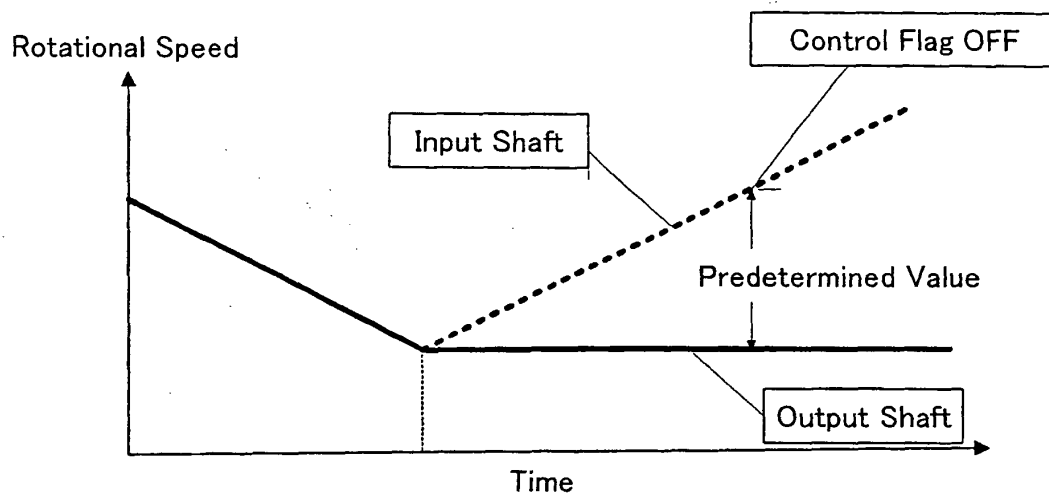 Control Flag OFF
Rotational Speed
Input Shaft
Predetermined Value
Output Shaft
Time